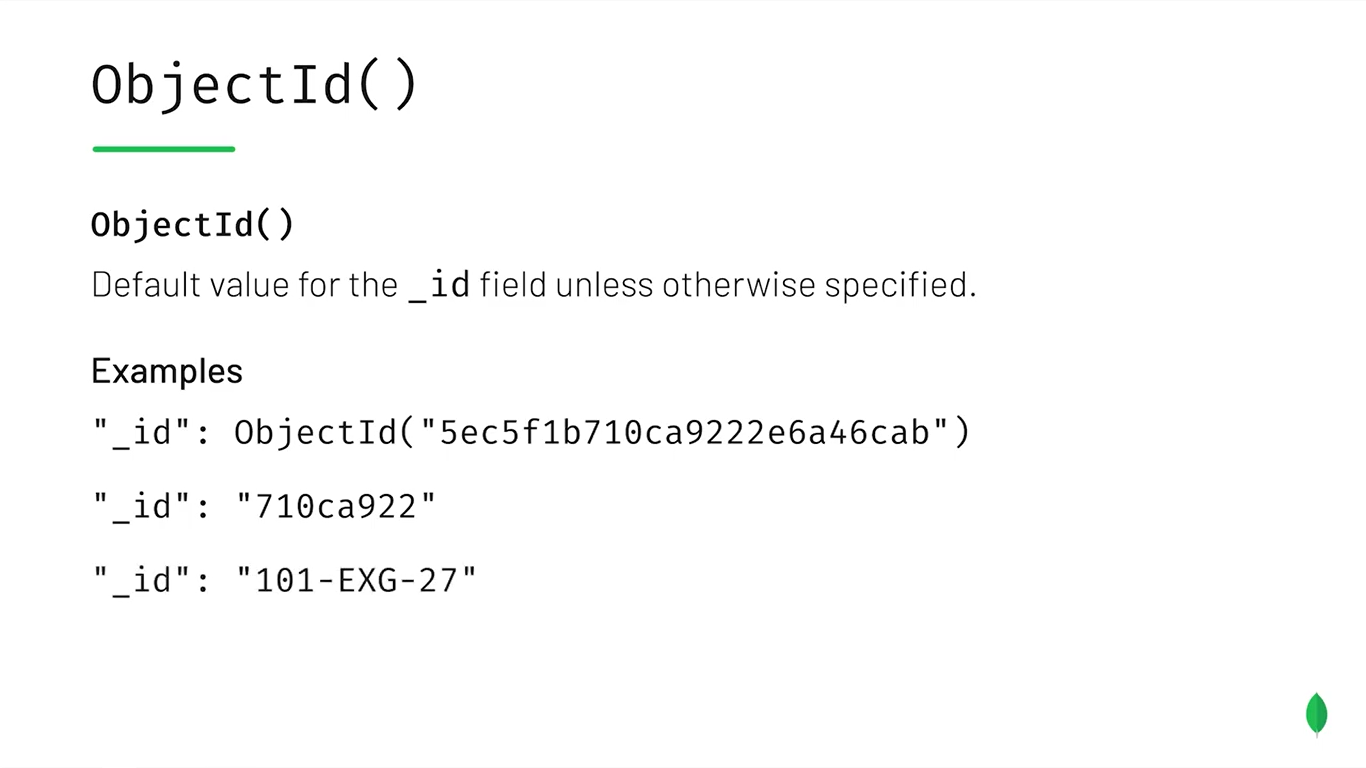 ObjectId()
ObjectId()
Default value for the _id field unless otherwise specified.
Examples
"_id": ObjectId("5ec5f1b710ca9222e6a46cab")
"_id": "710ca922"
"_id": "101-EXG-27"